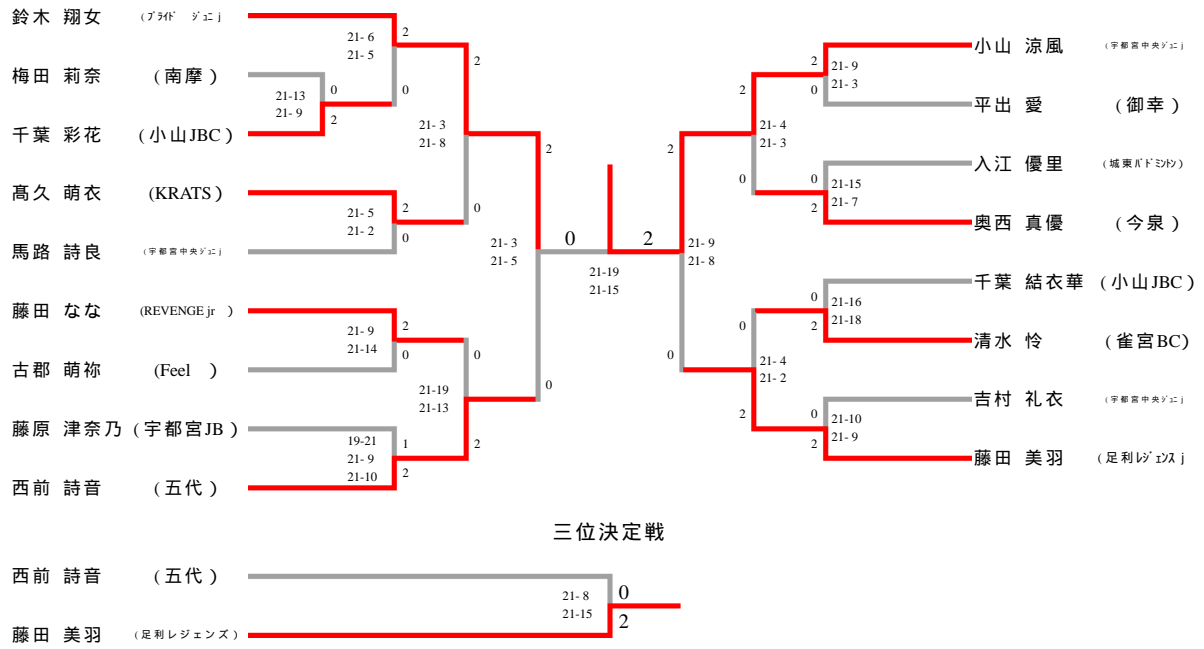 鈴木 翔女 (ﾌﾟﾗｲﾄﾞ ｼﾞｭﾆj
21- 6 2
21- 5
2
梅田 莉奈 (南摩)
21-13 0 0
21- 9 2
千葉 彩花 (小山JBC)
21- 3 2
21- 8
髙久 萌衣 (KRATS)
21- 5 2 0
21- 2 0
馬路 詩良 (宇都宮中央ｼﾞｭﾆj
21- 3
21- 5
藤田 なな (REVENGE jr )
21- 9 2 0
21-14 0
古郡 萌祢 (Feel )
21-19 0
21-13
藤原 津奈乃 (宇都宮JB)
19-21 1 2
21- 9 2
21-10
西前 詩音 (五代)
0 2
21-19
21-15
小山 涼風 (宇都宮中央ｼﾞｭﾆj
2 21- 9
0 21- 3
2
平出 愛 (御幸)
2 21- 4
21- 3
入江 優里 (城東ﾊﾞﾄﾞﾐﾝﾄﾝ)
0 0 21-15
2 21- 7
奥西 真優 (今泉)
21- 9
21- 8
千葉 結衣華 (小山JBC)
0 21-16
0 2 21-18
清水 怜 (雀宮BC)
0 21- 4
21- 2
吉村 礼衣 (宇都宮中央ｼﾞｭﾆj
2 0 21-10
2 21- 9
藤田 美羽 (足利ﾚｼﾞｪﾝｽj
三位決定戦
西前 詩音 (五代)
21- 8 0
21-15 2
藤田 美羽 (足利レジェンズ)